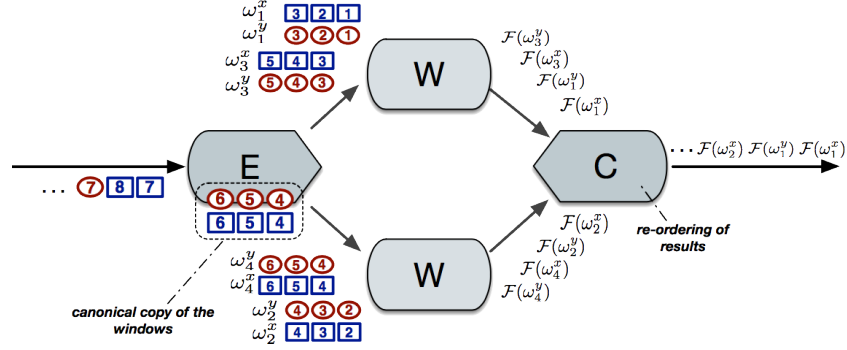 ω₁ˣ 3 2 1
ω₁ʸ 3 2 1
ω₃ˣ 5 4 3
ω₃ʸ 5 4 3
W
F(ω₃ʸ)
F(ω₃ˣ)
F(ω₁ʸ)
F(ω₁ˣ)
E
6 5 4
6 5 4
... 7 8 7
C
... F(ω₂ˣ) F(ω₁ʸ) F(ω₁ˣ)
re-ordering of
results
canonical copy of the
windows
ω₄ʸ 6 5 4
ω₄ˣ 6 5 4
ω₂ʸ 4 3 2
ω₂ˣ 4 3 2
W
F(ω₂ˣ)
F(ω₂ʸ)
F(ω₄ˣ)
F(ω₄ʸ)